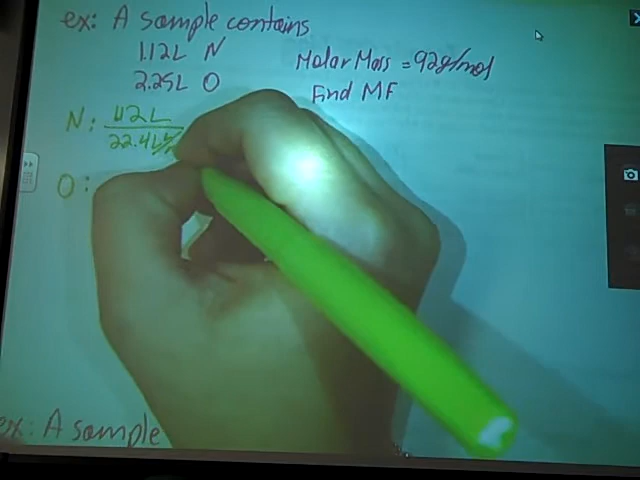 ex: A sample contains
1.12L N
2.25L O
Molar Mass = 92g/mol
Find MF
N: 1.12L
22.4L
O:
ex: A sample